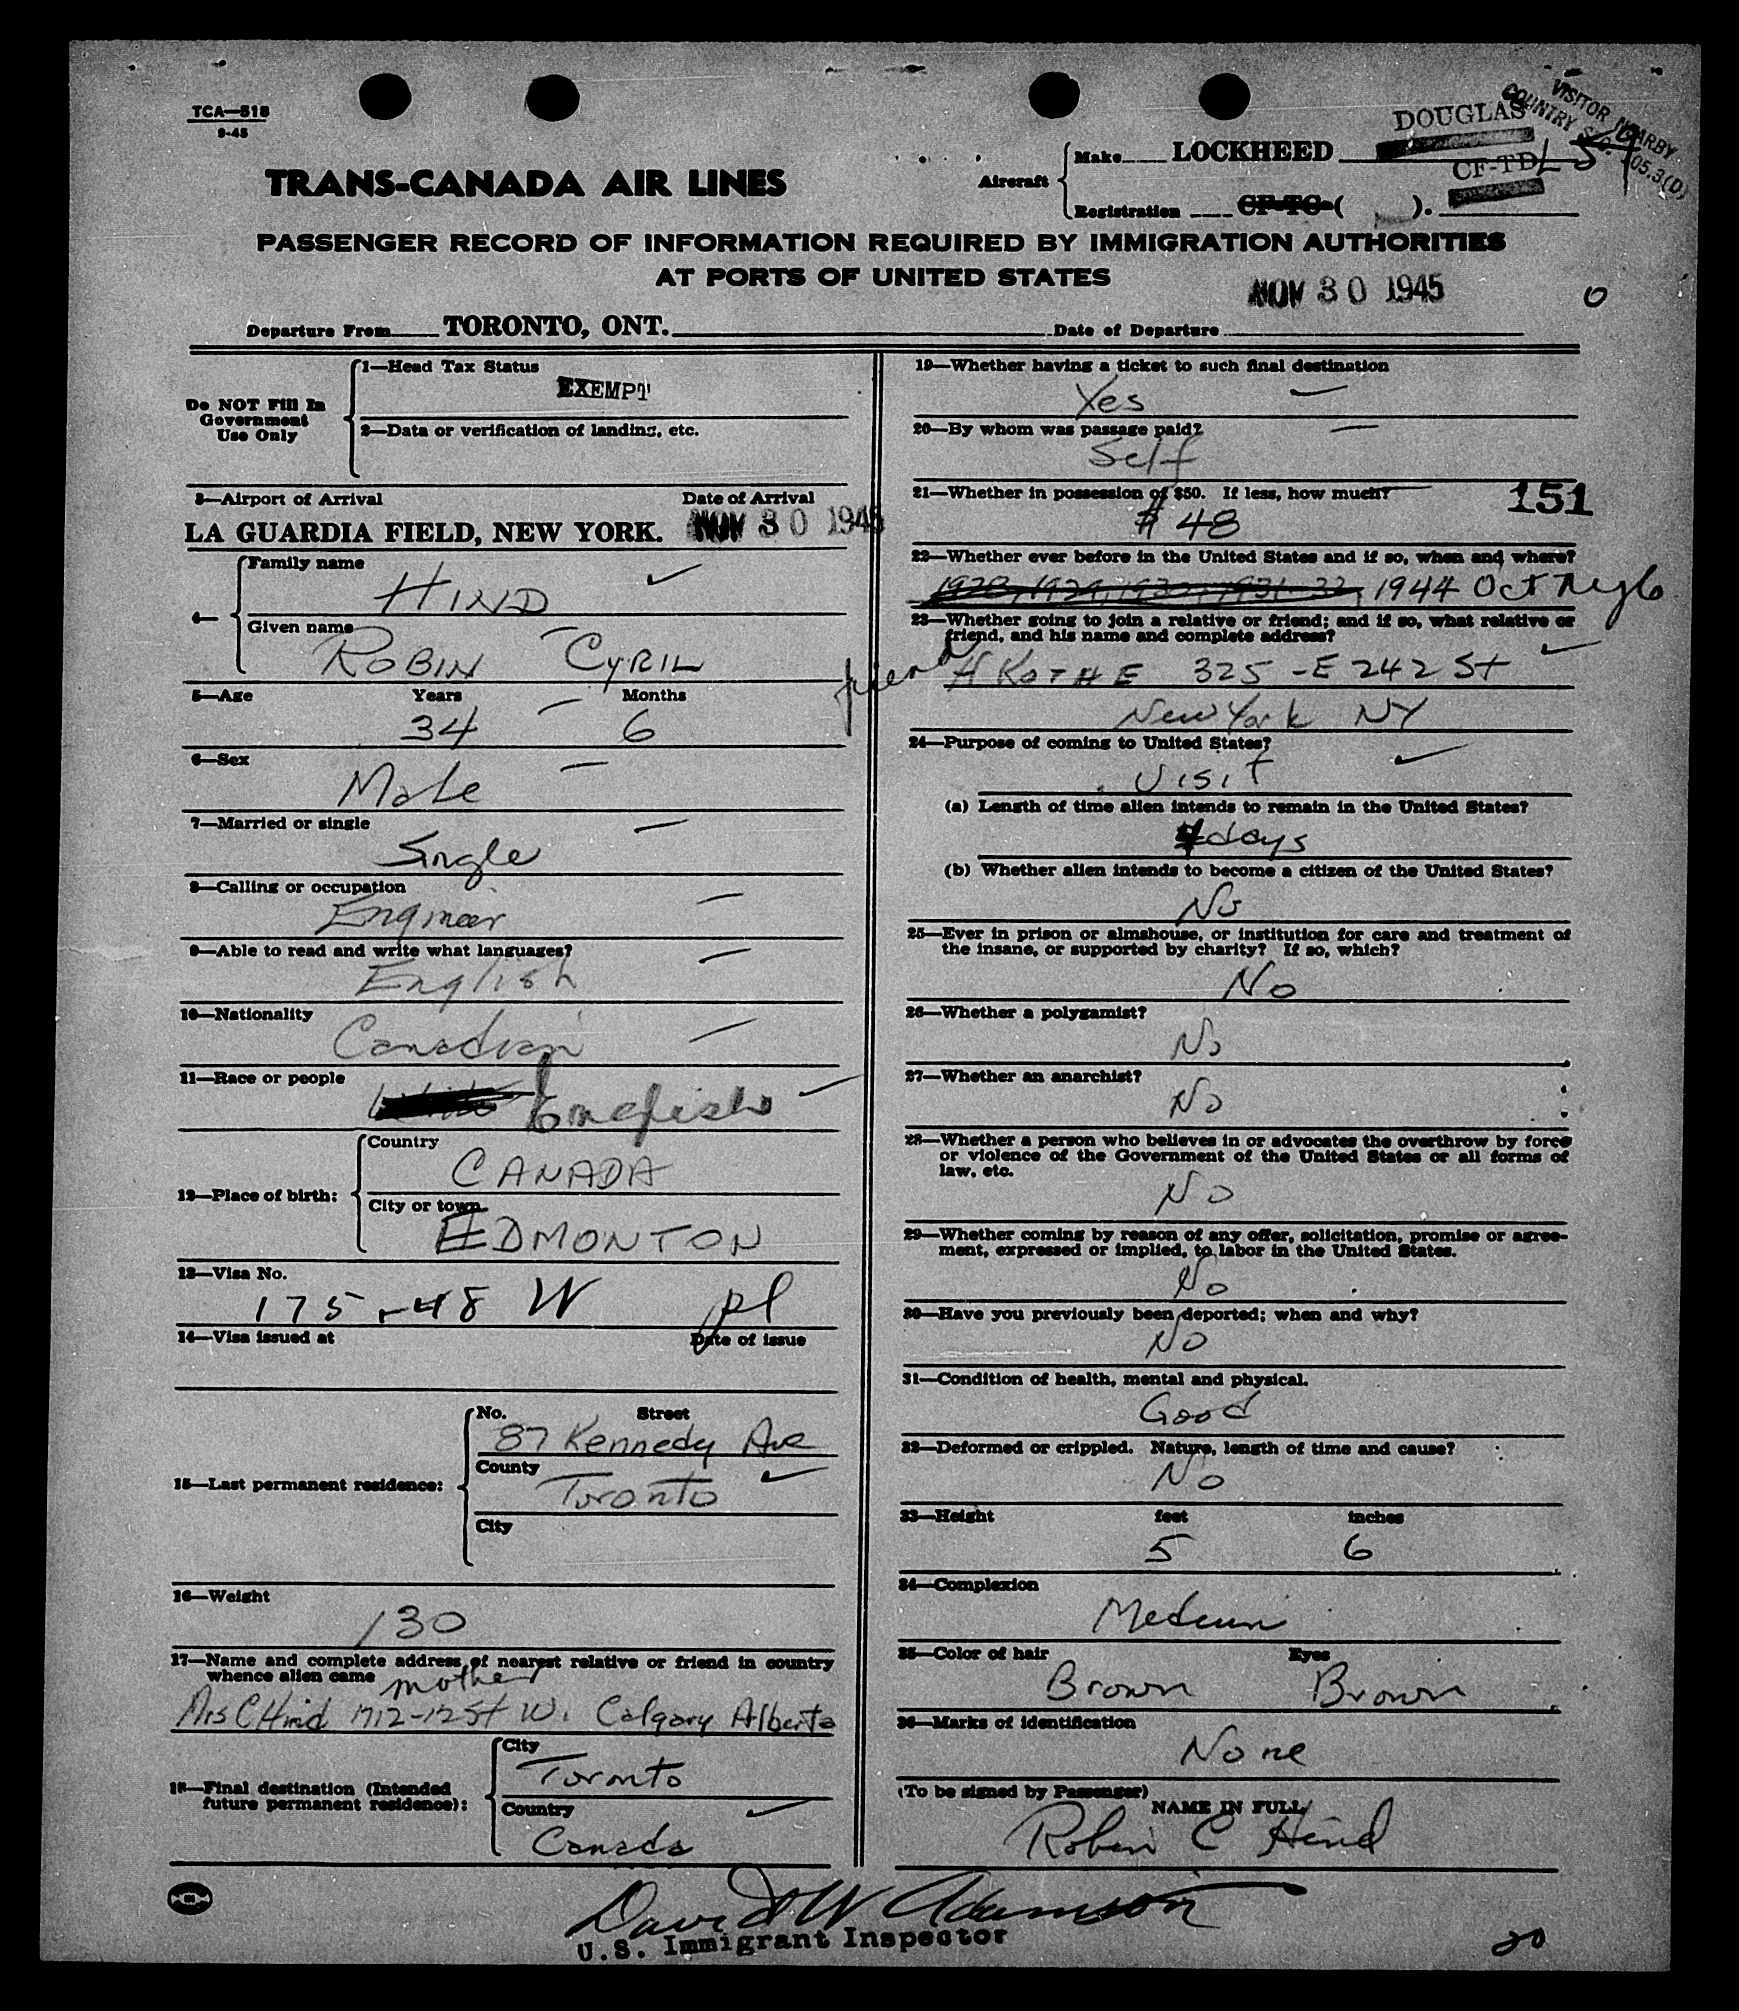 TCA—518
9-45
DOUGLAS
VISITOR NEARBY
COUNTRY 05.3(D)
Make LOCKHEED
TRANS-CANADA AIR LINES
Aircraft
CF-TDL
Registration CF-TC-( ).
PASSENGER RECORD OF INFORMATION REQUIRED BY IMMIGRATION AUTHORITIES
AT PORTS OF UNITED STATES
NOV 30 1945
Departure From TORONTO, ONT. Date of Departure
Do NOT Fill In
Government
Use Only
1—Head Tax Status
EXEMPT
2—Data or verification of landing, etc.
3—Airport of Arrival Date of Arrival
LA GUARDIA FIELD, NEW YORK. NOV 30 1945
4—
Family name
HIND
Given name
ROBIN CYRIL
5—Age Years Months
34 6
6—Sex
Male
7—Married or single
Single
8—Calling or occupation
Engineer
9—Able to read and write what languages?
English
10—Nationality
Canadian
11—Race or people
English
12—Place of birth:
Country
CANADA
City or town
EDMONTON
13—Visa No.
175-48 W pl
14—Visa issued at Date of issue
15—Last permanent residence:
No. Street
87 Kennedy Ave
County
Toronto
City
16—Weight
130
17—Name and complete address of nearest relative or friend in country
whence alien came mother
Mrs C Hind 1712-12 St W. Calgary Alberta
18—Final destination (Intended
future permanent residence):
City
Toronto
Country
Canada
19—Whether having a ticket to such final destination
Yes
20—By whom was passage paid?
Self
21—Whether in possession of $50. If less, how much?
151
$48
22—Whether ever before in the United States and if so, when and where?
1944 Oct
23—Whether going to join a relative or friend; and if so, what relative or
friend, and his name and complete address?
friend H KOTHE 325-E 242 St
New York NY
24—Purpose of coming to United States?
Visit
(a) Length of time alien intends to remain in the United States?
days
(b) Whether alien intends to become a citizen of the United States?
No
25—Ever in prison or almshouse, or institution for care and treatment of
the insane, or supported by charity? If so, which?
No
26—Whether a polygamist?
No
27—Whether an anarchist?
No
28—Whether a person who believes in or advocates the overthrow by force
or violence of the Government of the United States or all forms of
law, etc.
No
29—Whether coming by reason of any offer, solicitation, promise or agree-
ment, expressed or implied, to labor in the United States.
No
30—Have you previously been deported; when and why?
No
31—Condition of health, mental and physical.
Good
32—Deformed or crippled. Nature, length of time and cause?
No
33—Height feet inches
5 6
34—Complexion
Medium
35—Color of hair Eyes
Brown Brown
36—Marks of identification
None
(To be signed by Passenger)
NAME IN FULL
Robin C Hind
David W Adamson
U.S. Immigrant Inspector
20